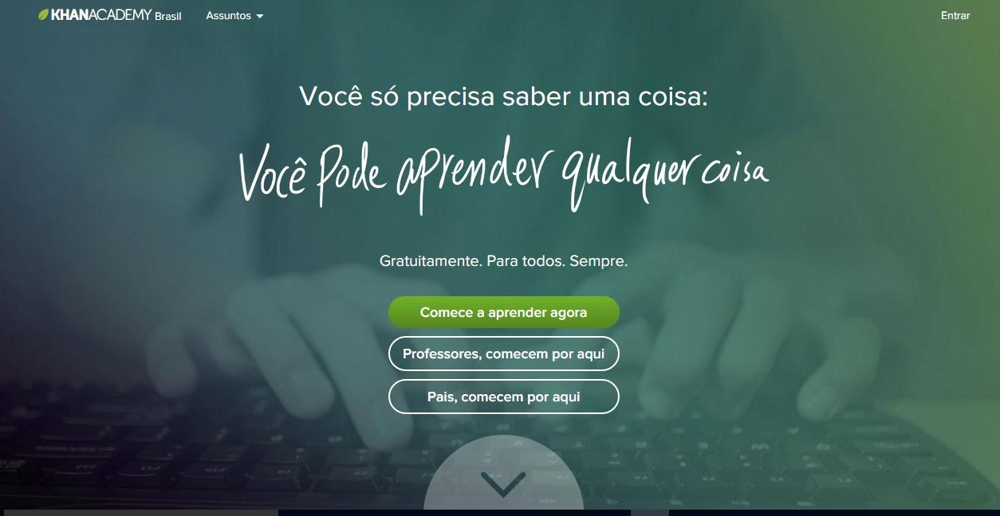 KHANACADEMY Brasil Assuntos Entrar
Você só precisa saber uma coisa:
Você Pode aprender qualquer coisa
Gratuitamente. Para todos. Sempre.
Comece a aprender agora
Professores, comecem por aqui
Pais, comecem por aqui